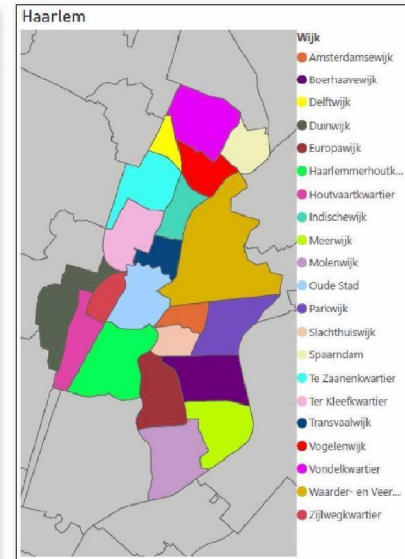 Haarlem
Wijk
Amsterdamsewijk
Boerhaavewijk
Delftwijk
Duinwijk
Europawijk
Haarlemmerhoutk...
Houtvaartkwartier
Indischewijk
Meerwijk
Molenwijk
Oude Stad
Parkwijk
Slachthuiswijk
Spaarndam
Te Zaanenkwartier
Ter Kleefkwartier
Transvaalwijk
Vogelenwijk
Vondelkwartier
Waarder- en Veer...
Zijlwegkwartier